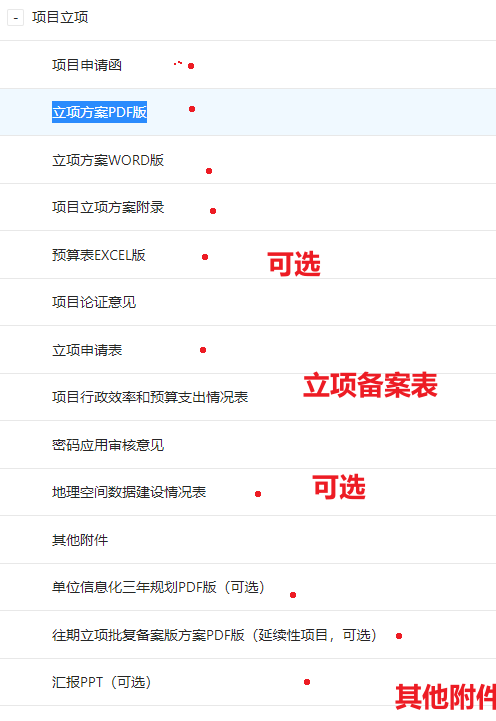 - 项目立项
项目申请函
立项方案PDF版
立项方案WORD版
项目立项方案附录
预算表EXCEL版
可选
项目论证意见
立项申请表
立项备案表
项目行政效率和预算支出情况表
密码应用审核意见
地理空间数据建设情况表
可选
其他附件
单位信息化三年规划PDF版（可选）
往期立项批复备案版方案PDF版（延续性项目，可选）
汇报PPT（可选）
其他附件